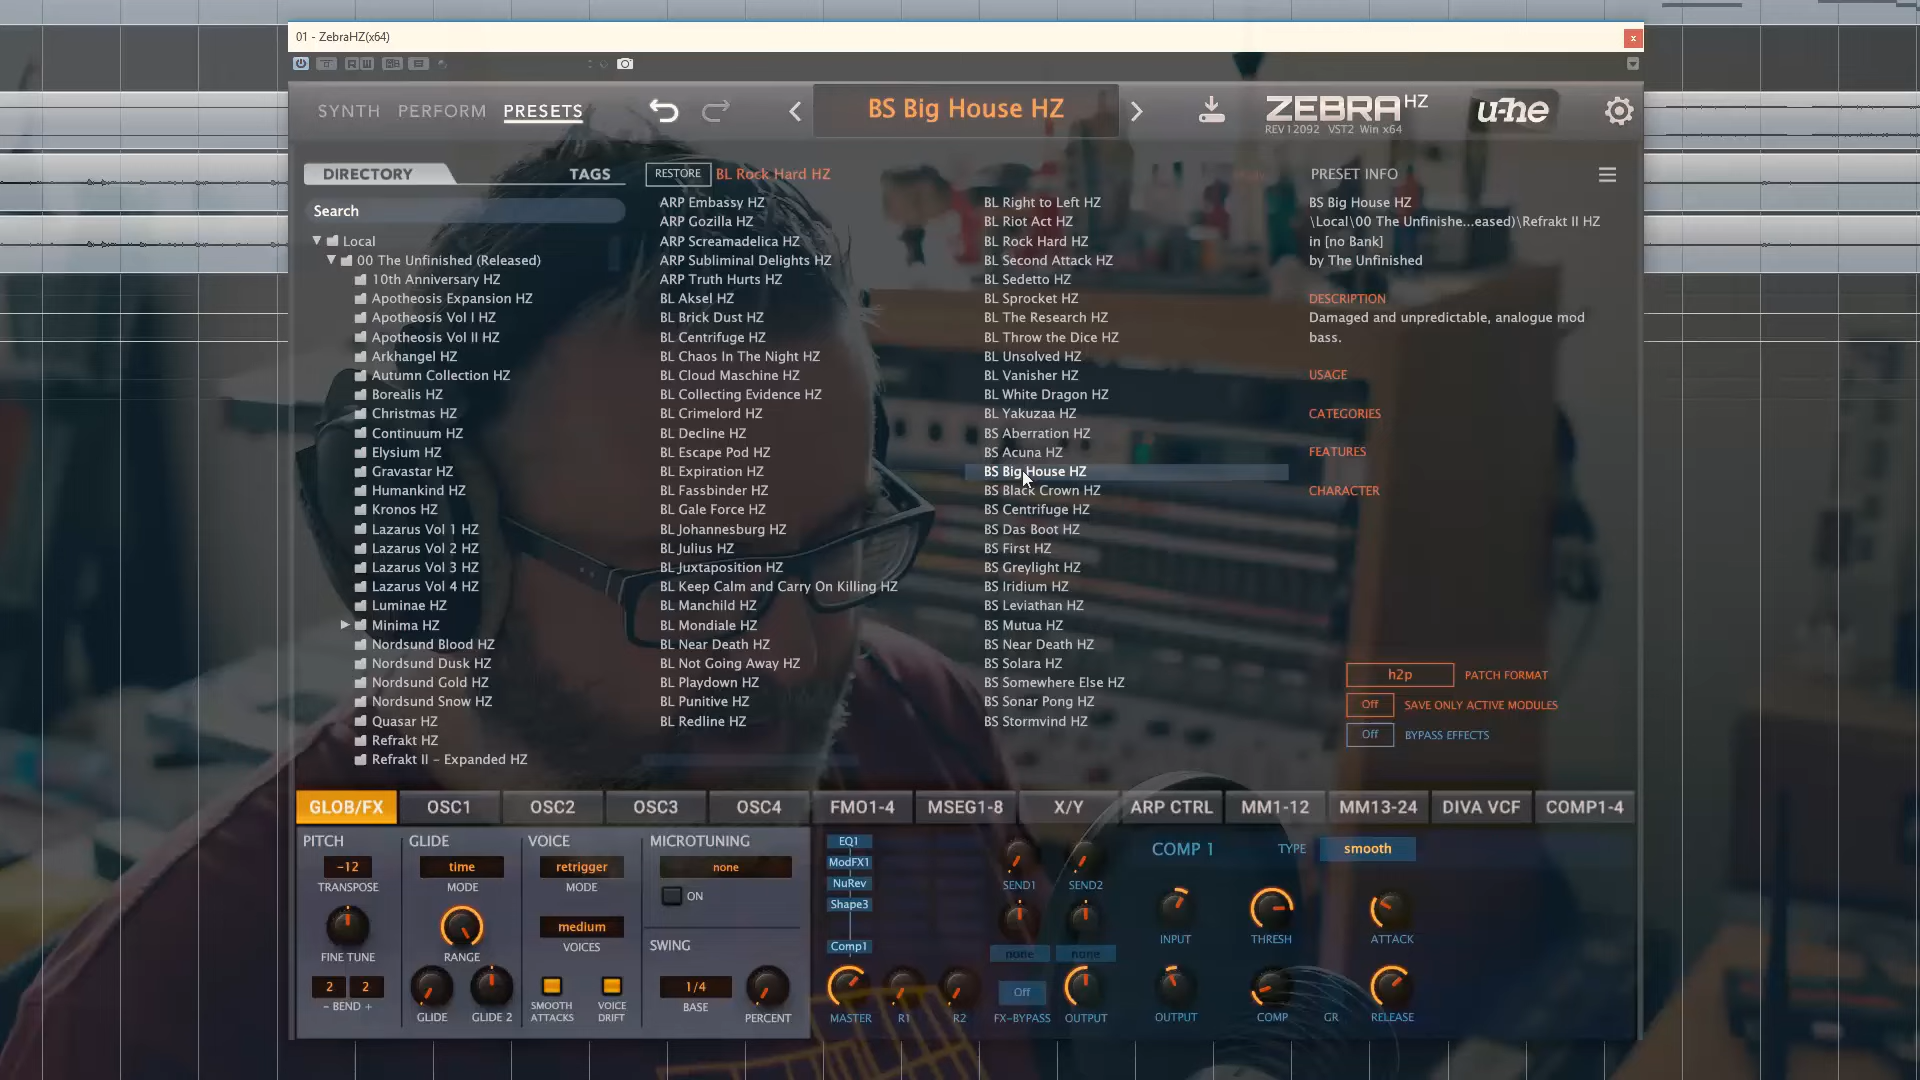 01 - ZebraHZ(x64)
SYNTH PERFORM PRESETS
BS Big House HZ
ZEBRA HZ
REV12092 VST2 Win x64
u-he
DIRECTORY TAGS
Search
Local
00 The Unfinished (Released)
10th Anniversary HZ
Apotheosis Expansion HZ
Apotheosis Vol I HZ
Apotheosis Vol II HZ
Arkhangel HZ
Autumn Collection HZ
Borealis HZ
Christmas HZ
Continuum HZ
Elysium HZ
Gravastar HZ
Humankind HZ
Kronos HZ
Lazarus Vol 1 HZ
Lazarus Vol 2 HZ
Lazarus Vol 3 HZ
Lazarus Vol 4 HZ
Luminae HZ
Minima HZ
Nordsund Blood HZ
Nordsund Dusk HZ
Nordsund Gold HZ
Nordsund Snow HZ
Quasar HZ
Refrakt HZ
Refrakt II - Expanded HZ
RESTORE BL Rock Hard HZ
ARP Embassy HZ
ARP Gozilla HZ
ARP Screamadelica HZ
ARP Subliminal Delights HZ
ARP Truth Hurts HZ
BL Aksel HZ
BL Brick Dust HZ
BL Centrifuge HZ
BL Chaos In The Night HZ
BL Cloud Maschine HZ
BL Collecting Evidence HZ
BL Crimelord HZ
BL Decline HZ
BL Escape Pod HZ
BL Expiration HZ
BL Fassbinder HZ
BL Gale Force HZ
BL Johannesburg HZ
BL Julius HZ
BL Juxtaposition HZ
BL Keep Calm and Carry On Killing HZ
BL Manchild HZ
BL Mondiale HZ
BL Near Death HZ
BL Not Going Away HZ
BL Playdown HZ
BL Punitive HZ
BL Redline HZ
BL Right to Left HZ
BL Riot Act HZ
BL Rock Hard HZ
BL Second Attack HZ
BL Sedetto HZ
BL Sprocket HZ
BL The Research HZ
BL Throw the Dice HZ
BL Unsolved HZ
BL Vanisher HZ
BL White Dragon HZ
BL Yakuzaa HZ
BS Aberration HZ
BS Acuna HZ
BS Big House HZ
BS Black Crown HZ
BS Centrifuge HZ
BS Das Boot HZ
BS First HZ
BS Greylight HZ
BS Iridium HZ
BS Leviathan HZ
BS Mutua HZ
BS Near Death HZ
BS Solara HZ
BS Somewhere Else HZ
BS Sonar Pong HZ
BS Stormvind HZ
PRESET INFO
BS Big House HZ
\Local\00 The Unfinishe...eased)\Refrakt II HZ
in [no Bank]
by The Unfinished
DESCRIPTION
Damaged and unpredictable, analogue mod
bass.
USAGE
CATEGORIES
FEATURES
CHARACTER
h2p PATCH FORMAT
Off SAVE ONLY ACTIVE MODULES
Off BYPASS EFFECTS
GLOB/FX OSC1 OSC2 OSC3 OSC4 FMO1-4 MSEG1-8 X/Y ARP CTRL MM1-12 MM13-24 DIVA VCF COMP1-4
PITCH
-12
TRANSPOSE
FINE TUNE
2 2
- BEND +
GLIDE
time
MODE
RANGE
GLIDE GLIDE 2
VOICE
retrigger
MODE
medium
VOICES
SMOOTH ATTACKS
VOICE DRIFT
MICROTUNING
none
ON
SWING
1/4
BASE
PERCENT
EQ1
ModFX1
NuRev
Shape3
Comp1
MASTER R1 R2
SEND1 SEND2
none none
Off
FX-BYPASS OUTPUT
COMP 1 TYPE smooth
INPUT THRESH ATTACK
OUTPUT COMP GR RELEASE